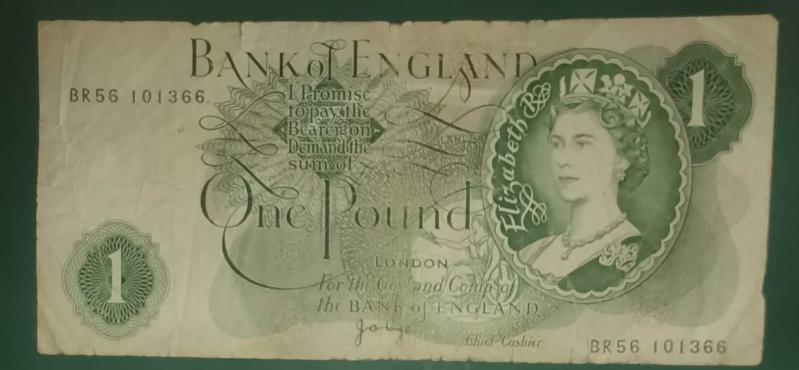 BANK of ENGLAND
BR56 101366
I Promise
to pay the
Bearer on
Demand the
sum of
One Pound
1
Elizabeth R
1
LONDON
For the Gov.r and Comp.a of
the BANK of ENGLAND
Chief Cashier
BR56 101366